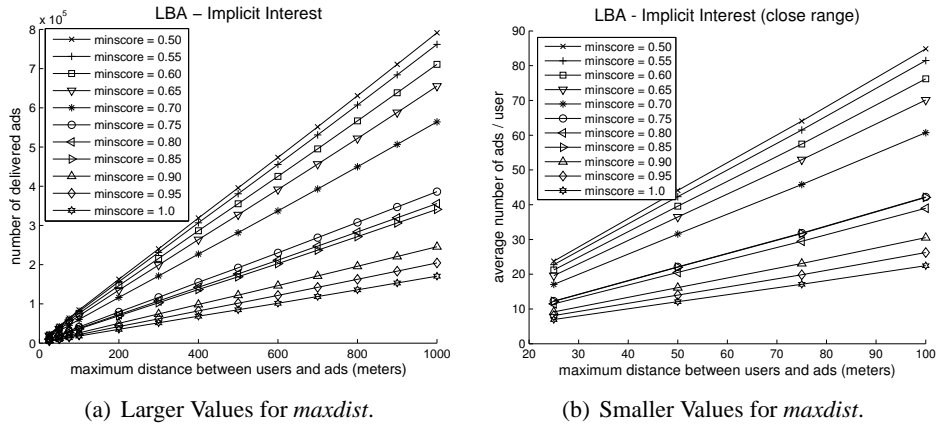 LBA – Implicit Interest
x 10^5
number of delivered ads
8
7
6
5
4
3
2
1
0
minscore = 0.50
minscore = 0.55
minscore = 0.60
minscore = 0.65
minscore = 0.70
minscore = 0.75
minscore = 0.80
minscore = 0.85
minscore = 0.90
minscore = 0.95
minscore = 1.0
0 200 400 600 800 1000
maximum distance between users and ads (meters)
(a) Larger Values for maxdist.
LBA - Implicit Interest (close range)
average number of ads / user
90
80
70
60
50
40
30
20
10
0
minscore = 0.50
minscore = 0.55
minscore = 0.60
minscore = 0.65
minscore = 0.70
minscore = 0.75
minscore = 0.80
minscore = 0.85
minscore = 0.90
minscore = 0.95
minscore = 1.0
20 30 40 50 60 70 80 90 100
maximum distance between users and ads (meters)
(b) Smaller Values for maxdist.